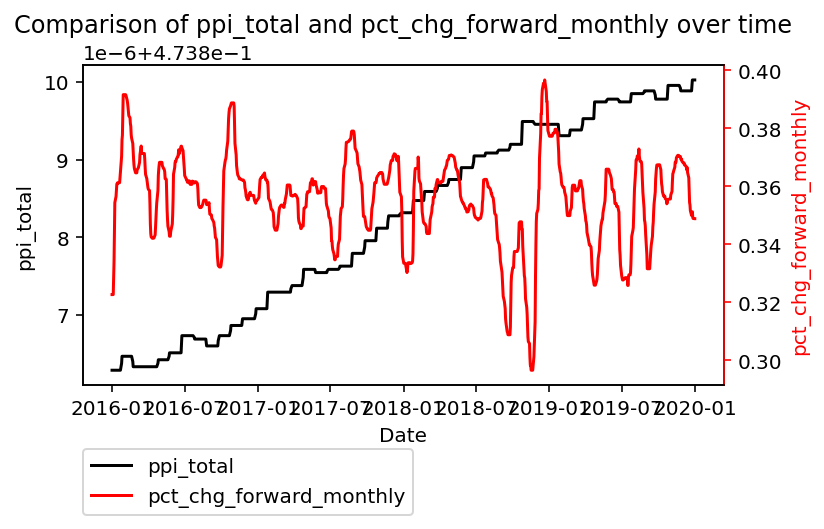 Comparison of ppi_total and pct_chg_forward_monthly over time
1e−6+4.738e−1
10
9
8
7
ppi_total
0.40
0.38
0.36
0.34
0.32
0.30
pct_chg_forward_monthly
2016-01 2016-07 2017-01 2017-07 2018-01 2018-07 2019-01 2019-07 2020-01
Date
ppi_total
pct_chg_forward_monthly